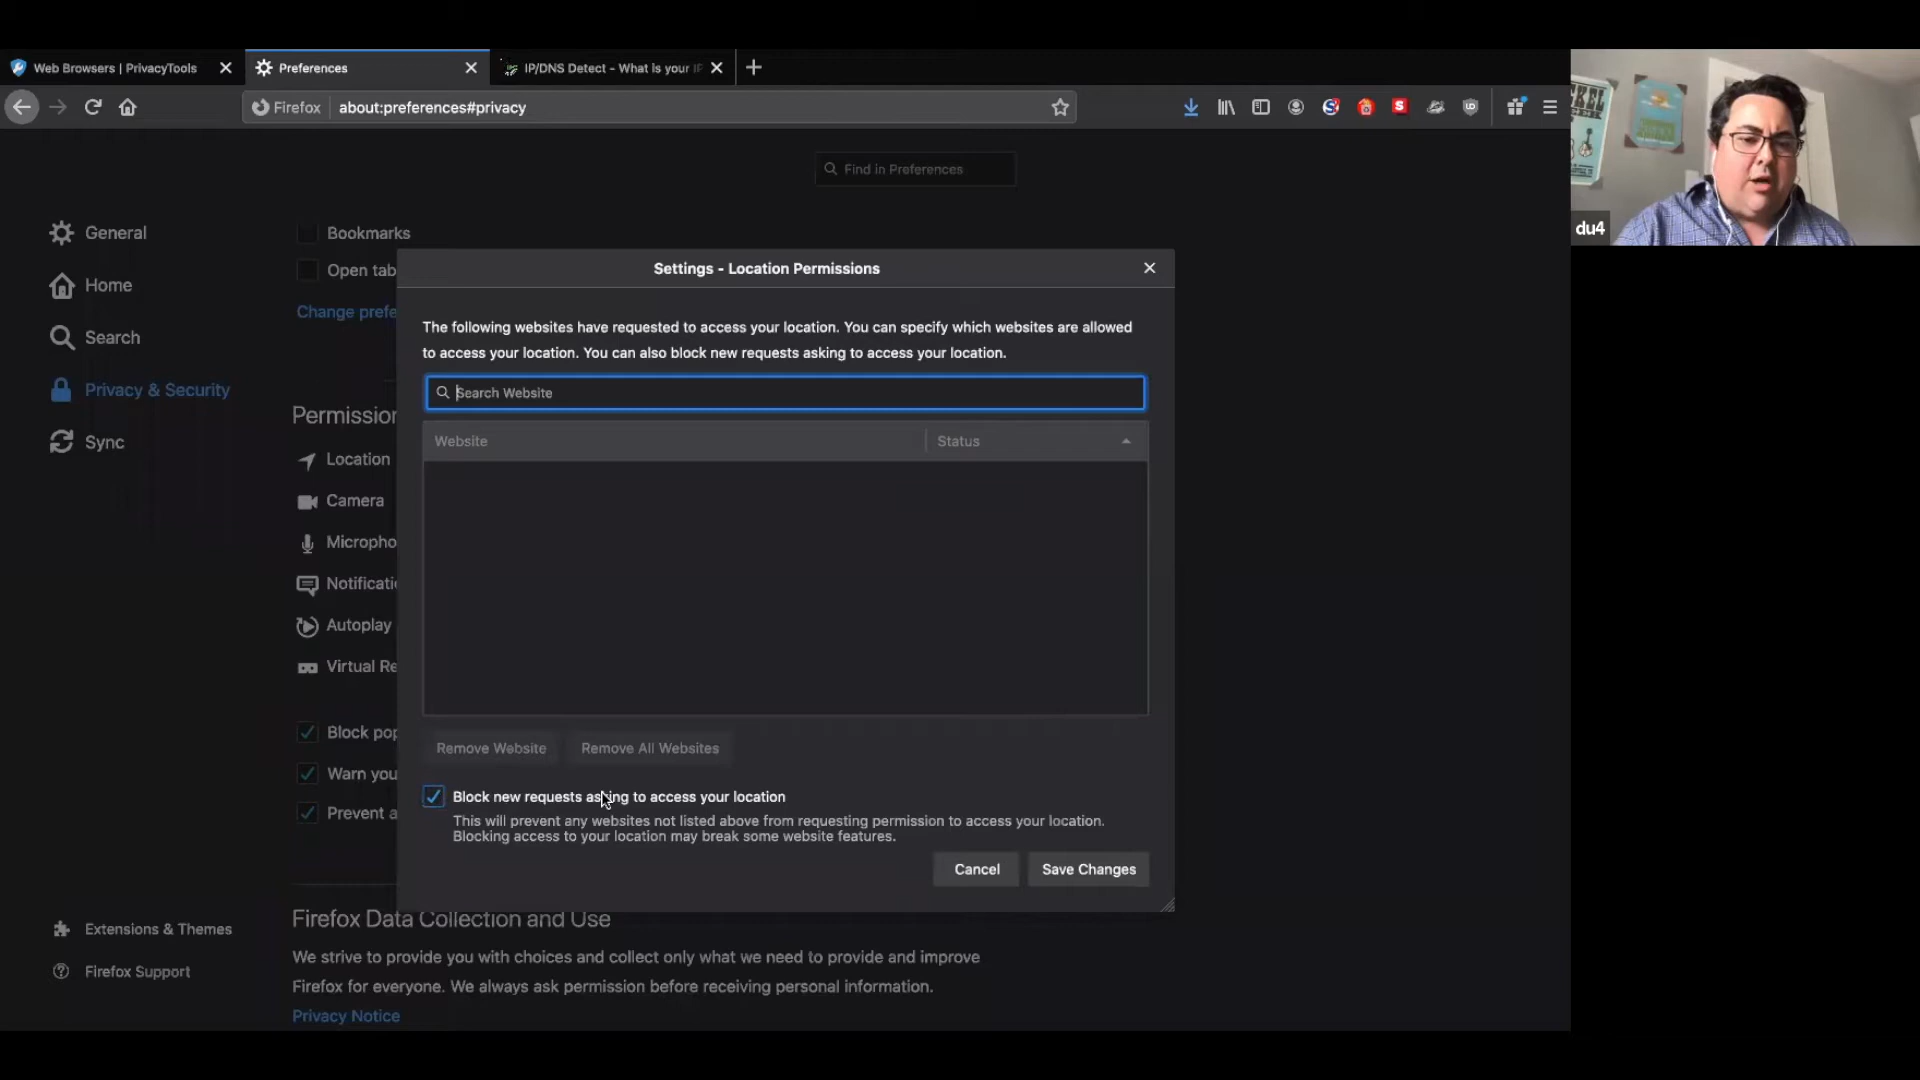 Web Browsers | PrivacyTools
Preferences
IP/DNS Detect - What is your IP
Firefox
about:preferences#privacy
Find in Preferences
du4
General
Home
Search
Privacy & Security
Sync
Extensions & Themes
Firefox Support
Bookmarks
Open tab
Change prefe
Permission
Location
Camera
Micropho
Notificati
Autoplay
Virtual Re
Block pop
Warn you
Prevent a
Settings - Location Permissions
The following websites have requested to access your location. You can specify which websites are allowed
to access your location. You can also block new requests asking to access your location.
Search Website
Website
Status
Remove Website
Remove All Websites
Block new requests asking to access your location
This will prevent any websites not listed above from requesting permission to access your location.
Blocking access to your location may break some website features.
Cancel
Save Changes
Firefox Data Collection and Use
We strive to provide you with choices and collect only what we need to provide and improve
Firefox for everyone. We always ask permission before receiving personal information.
Privacy Notice